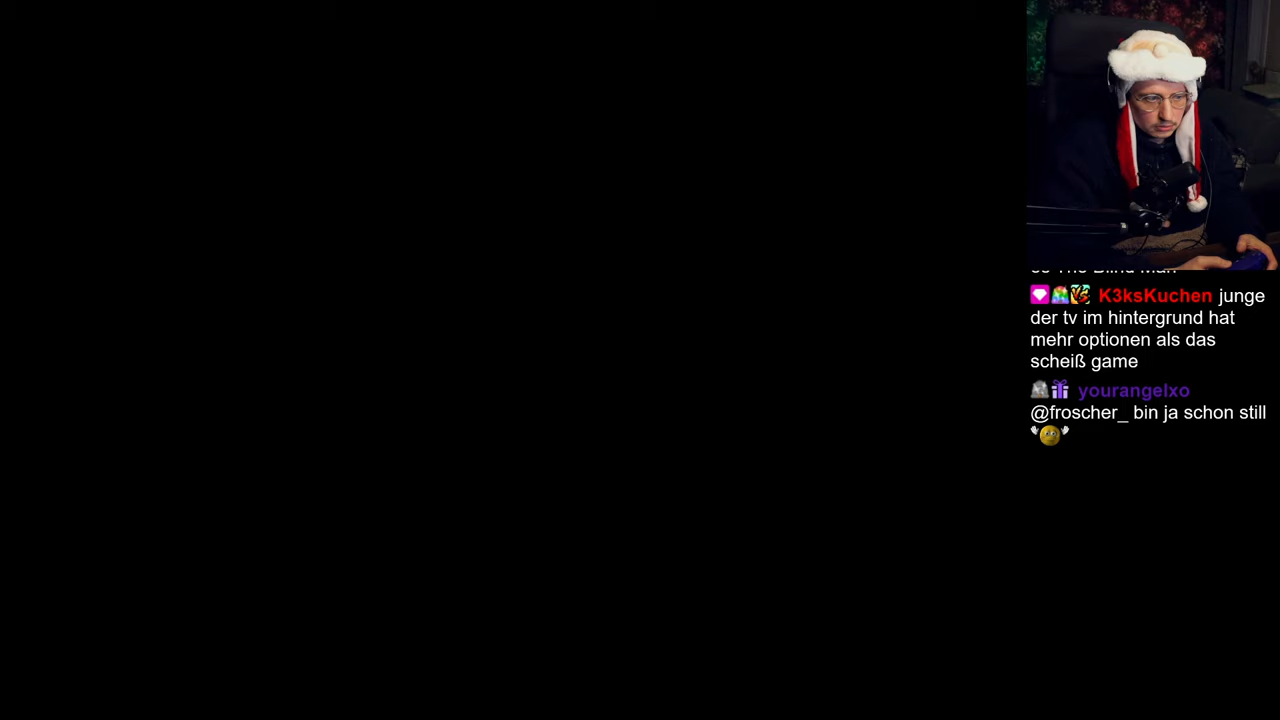 K3ksKuchen junge
der tv im hintergrund hat
mehr optionen als das
scheiß game
yourangelxo
@froscher_ bin ja schon still